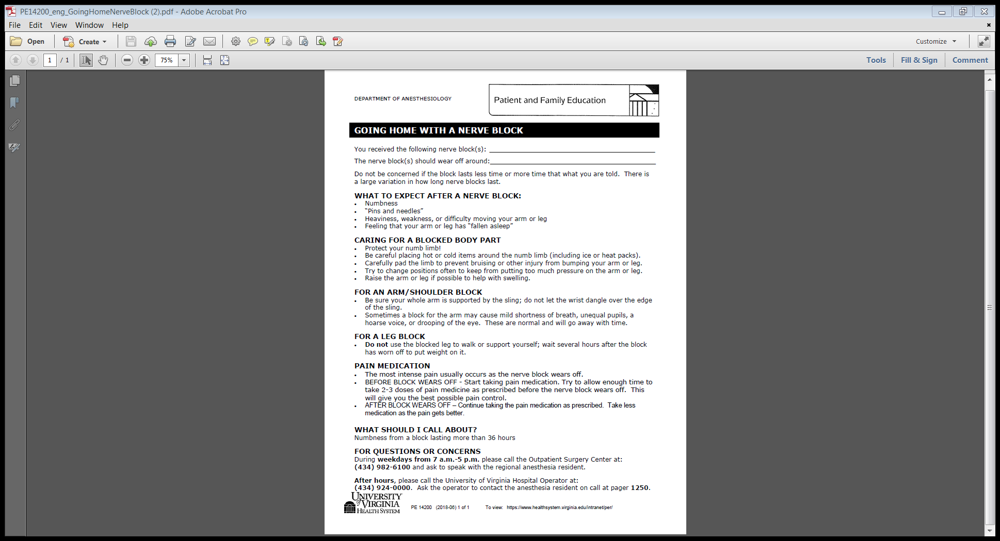 PE14200_eng_GoingHomeNerveBlock (2).pdf - Adobe Acrobat Pro
File Edit View Window Help
Open Create Customize
1 / 1 75% Tools Fill & Sign Comment
DEPARTMENT OF ANESTHESIOLOGY
Patient and Family Education
GOING HOME WITH A NERVE BLOCK
You received the following nerve block(s): ________________________________________
The nerve block(s) should wear off around:________________________________________
Do not be concerned if the block lasts less time or more time that what you are told.  There is
a large variation in how long nerve blocks last.
WHAT TO EXPECT AFTER A NERVE BLOCK:
• Numbness
• “Pins and needles”
• Heaviness, weakness, or difficulty moving your arm or leg
• Feeling that your arm or leg has “fallen asleep”
CARING FOR A BLOCKED BODY PART
• Protect your numb limb!
• Be careful placing hot or cold items around the numb limb (including ice or heat packs).
• Carefully pad the limb to prevent bruising or other injury from bumping your arm or leg.
• Try to change positions often to keep from putting too much pressure on the arm or leg.
• Raise the arm or leg if possible to help with swelling.
FOR AN ARM/SHOULDER BLOCK
• Be sure your whole arm is supported by the sling; do not let the wrist dangle over the edge
of the sling.
• Sometimes a block for the arm may cause mild shortness of breath, unequal pupils, a
hoarse voice, or drooping of the eye.  These are normal and will go away with time.
FOR A LEG BLOCK
• Do not use the blocked leg to walk or support yourself; wait several hours after the block
has worn off to put weight on it.
PAIN MEDICATION
• The most intense pain usually occurs as the nerve block wears off.
• BEFORE BLOCK WEARS OFF - Start taking pain medication. Try to allow enough time to
take 2-3 doses of pain medicine as prescribed before the nerve block wears off.  This
will give you the best possible pain control.
• AFTER BLOCK WEARS OFF – Continue taking the pain medication as prescribed.  Take less
medication as the pain gets better.
WHAT SHOULD I CALL ABOUT?
Numbness from a block lasting more than 36 hours
FOR QUESTIONS OR CONCERNS
During weekdays from 7 a.m.-5 p.m. please call the Outpatient Surgery Center at:
(434) 982-6100 and ask to speak with the regional anesthesia resident.
After hours, please call the University of Virginia Hospital Operator at:
(434) 924-0000.  Ask the operator to contact the anesthesia resident on call at pager 1250.
UNIVERSITY
of VIRGINIA
HEALTH SYSTEM
PE 14200 (2018-06) 1 of 1 To view: https://www.healthsystem.virginia.edu/intranet/per/